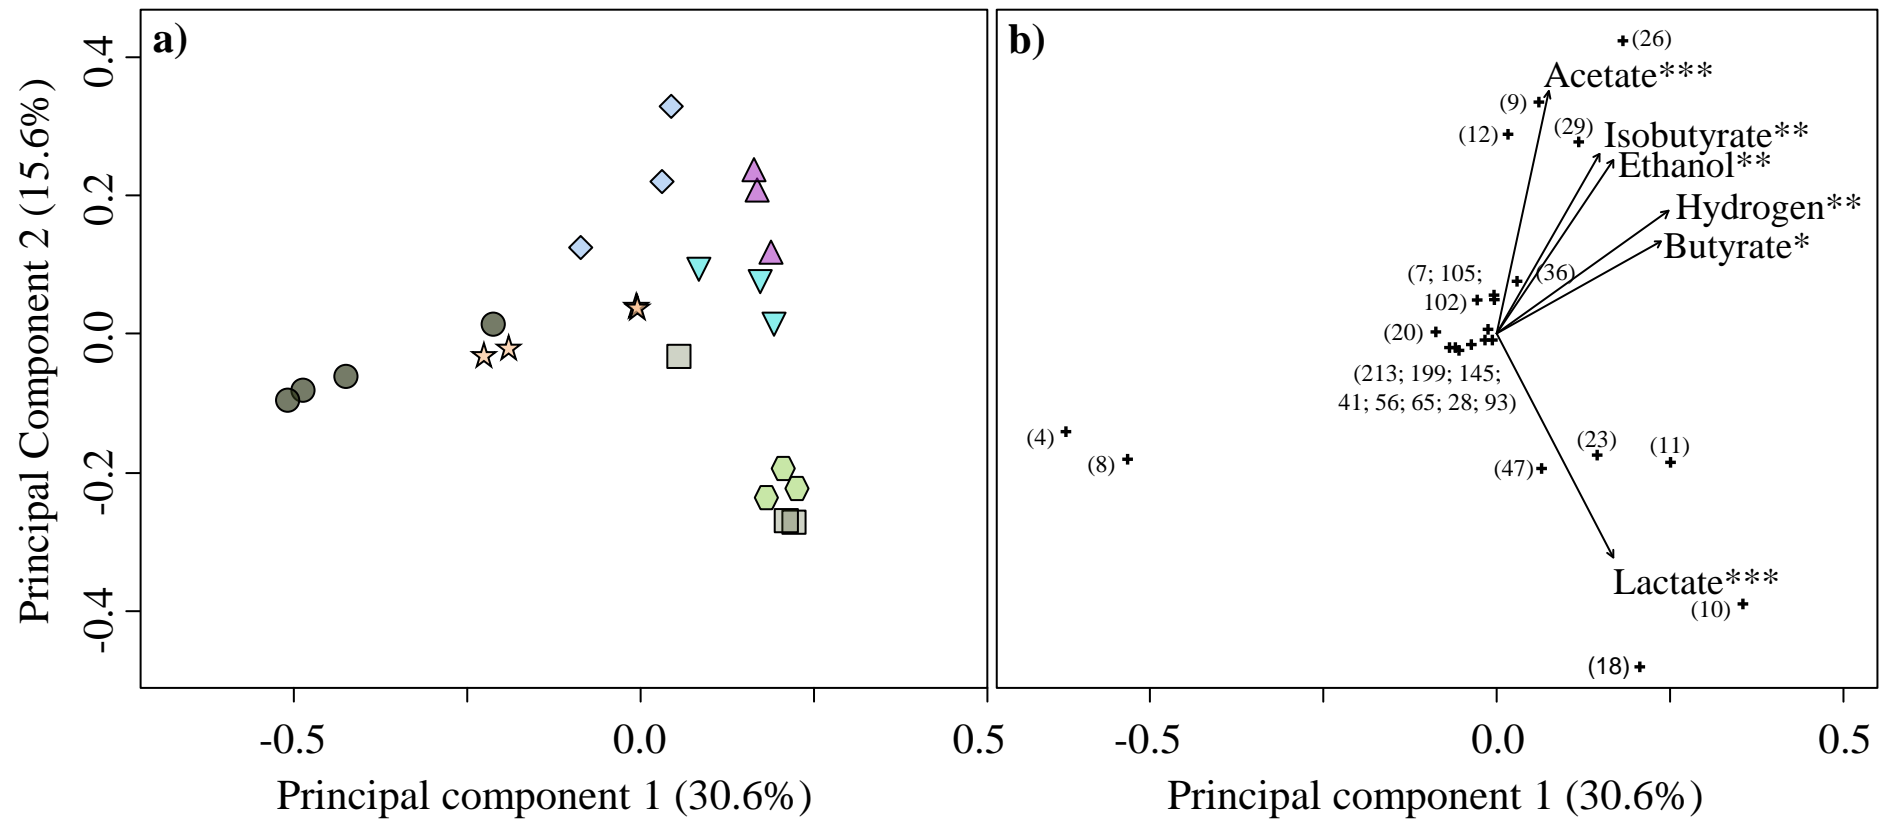 a)
Principal Component 2 (15.6%)
0.4
0.2
0.0
-0.2
-0.4
-0.5
0.0
0.5
Principal component 1 (30.6%)
b)
(26)
Acetate***
(9)
(12)
(29)
Isobutyrate**
Ethanol**
Hydrogen**
Butyrate*
(36)
(7; 105;
102)
(20)
(213; 199; 145;
41; 56; 65; 28; 93)
(4)
(8)
(23)
(11)
(47)
Lactate***
(10)
(18)
-0.5
0.0
0.5
Principal component 1 (30.6%)